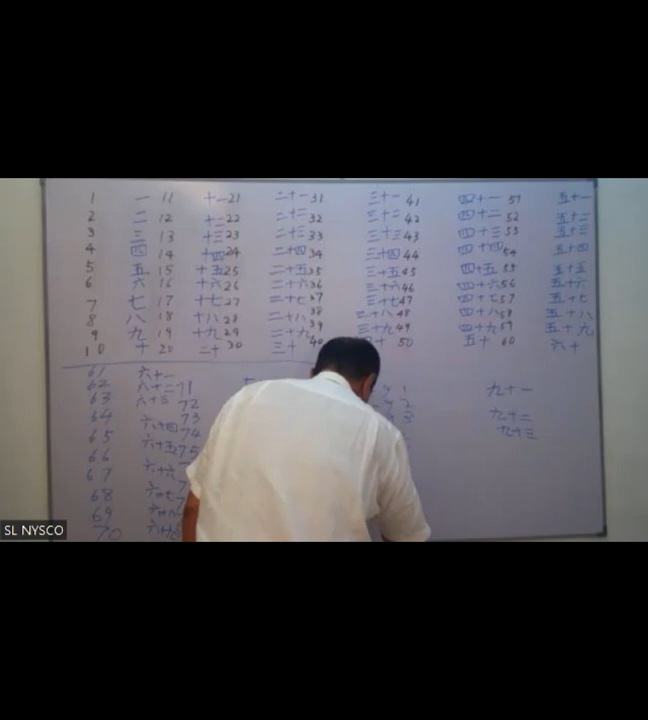 1 一 11 十一 21 二十一 31 三十一 41 四十一 51 五十一
2 二 12 十二 22 二十二 32 三十二 42 四十二 52 五十二
3 三 13 十三 23 二十三 33 三十三 43 四十三 53 五十三
4 四 14 十四 24 二十四 34 三十四 44 四十四 54 五十四
5 五 15 十五 25 二十五 35 三十五 45 四十五 55 五十五
6 六 16 十六 26 二十六 36 三十六 46 四十六 56 五十六
7 七 17 十七 27 二十七 37 三十七 47 四十七 57 五十七
8 八 18 十八 28 二十八 38 三十八 48 四十八 58 五十八
9 九 19 十九 29 二十九 39 三十九 49 四十九 59 五十九
10 十 20 二十 30 三十 40 十 50 五十 60 六十
61 六十一
62 六十二 71 九十一
63 六十三 72
64 六十四 73 九十二
65 六十五 74 九十三
66 六十六 75
67 六十七
68
69
70
SL NYSCO